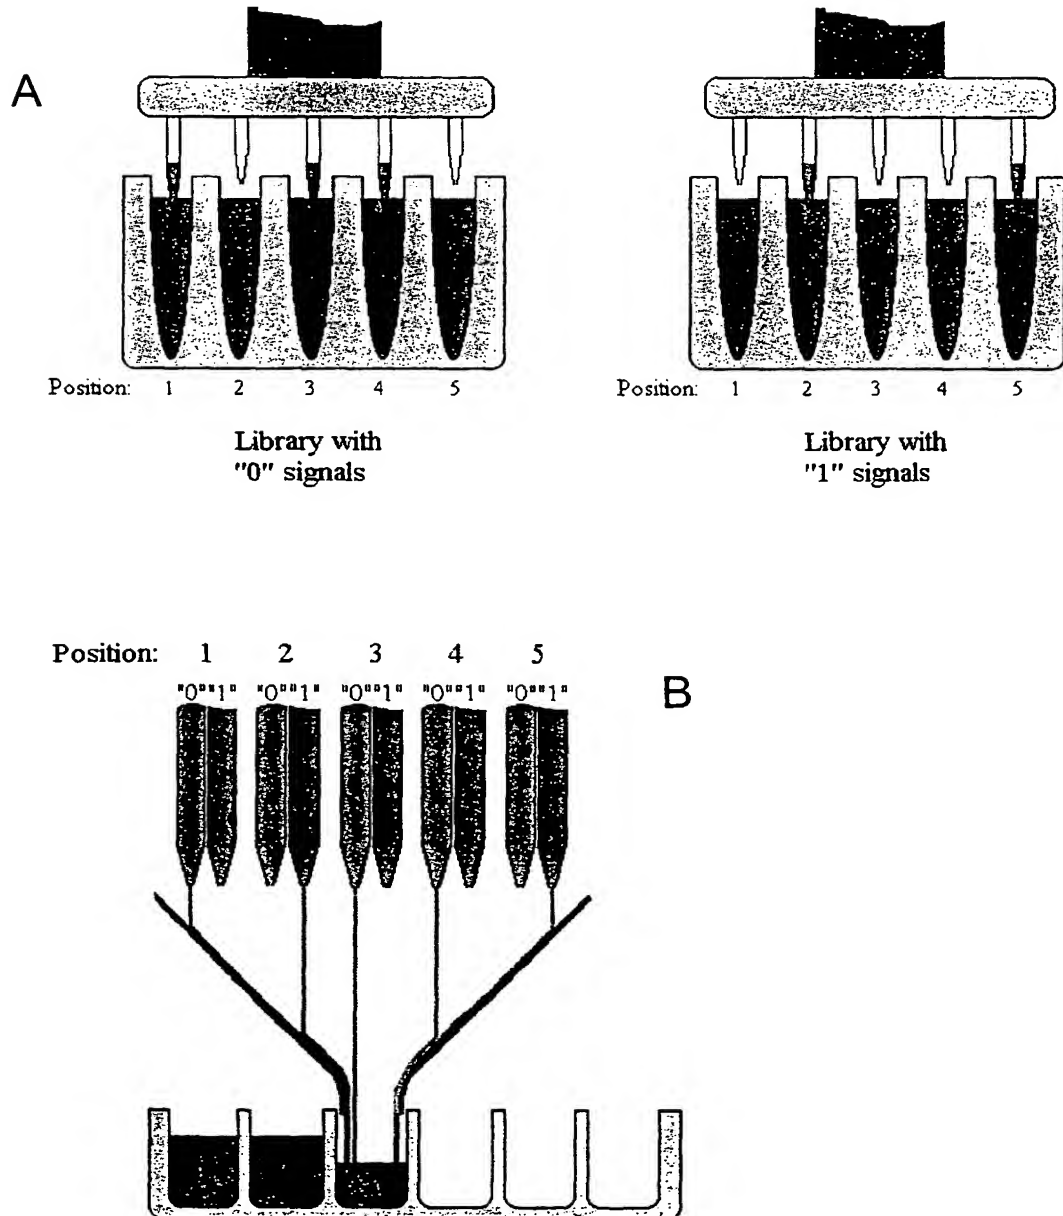 A
Position: 1 2 3 4 5
Library with
"0" signals
Position: 1 2 3 4 5
Library with
"1" signals
Position: 1 2 3 4 5
"0" "1" "0" "1" "0" "1" "0" "1" "0" "1"
B